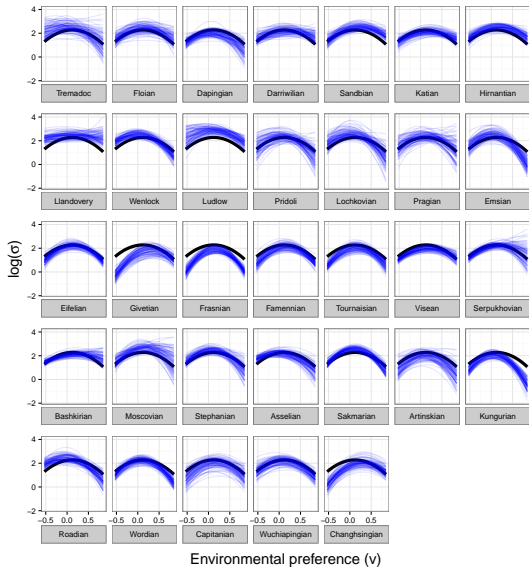 4
2
0
−2
Tremadoc Floian Dapingian Darriwilian Sandbian Katian Hirnantian
4
2
0
−2
Llandovery Wenlock Ludlow Pridoli Lochkovian Pragian Emsian
log(σ)
4
2
0
−2
Eifelian Givetian Frasnian Famennian Tournaisian Visean Serpukhovian
4
2
0
−2
Bashkirian Moscovian Stephanian Asselian Sakmarian Artinskian Kungurian
4
2
0
−2
−0.5 0.0 0.5 −0.5 0.0 0.5 −0.5 0.0 0.5 −0.5 0.0 0.5 −0.5 0.0 0.5
Roadian Wordian Capitanian Wuchiapingian Changhsingian
Environmental preference (v)